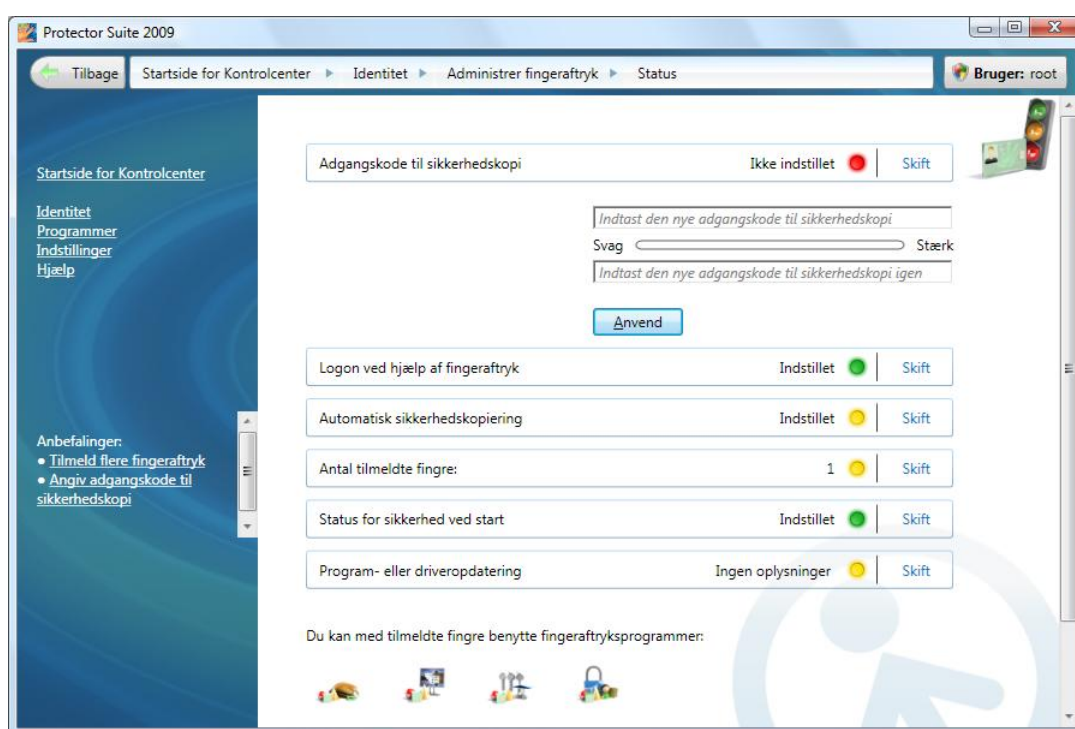 Protector Suite 2009
Tilbage Startside for Kontrolcenter Identitet Administrer fingeraftryk Status Bruger: root
Startside for Kontrolcenter
Identitet
Programmer
Indstillinger
Hjælp
Anbefalinger:
• Tilmeld flere fingeraftryk
• Angiv adgangskode til
sikkerhedskopi
Adgangskode til sikkerhedskopi Ikke indstillet Skift
Indtast den nye adgangskode til sikkerhedskopi
Svag Stærk
Indtast den nye adgangskode til sikkerhedskopi igen
Anvend
Logon ved hjælp af fingeraftryk Indstillet Skift
Automatisk sikkerhedskopiering Indstillet Skift
Antal tilmeldte fingre: 1 Skift
Status for sikkerhed ved start Indstillet Skift
Program- eller driveropdatering Ingen oplysninger Skift
Du kan med tilmeldte fingre benytte fingeraftryksprogrammer: